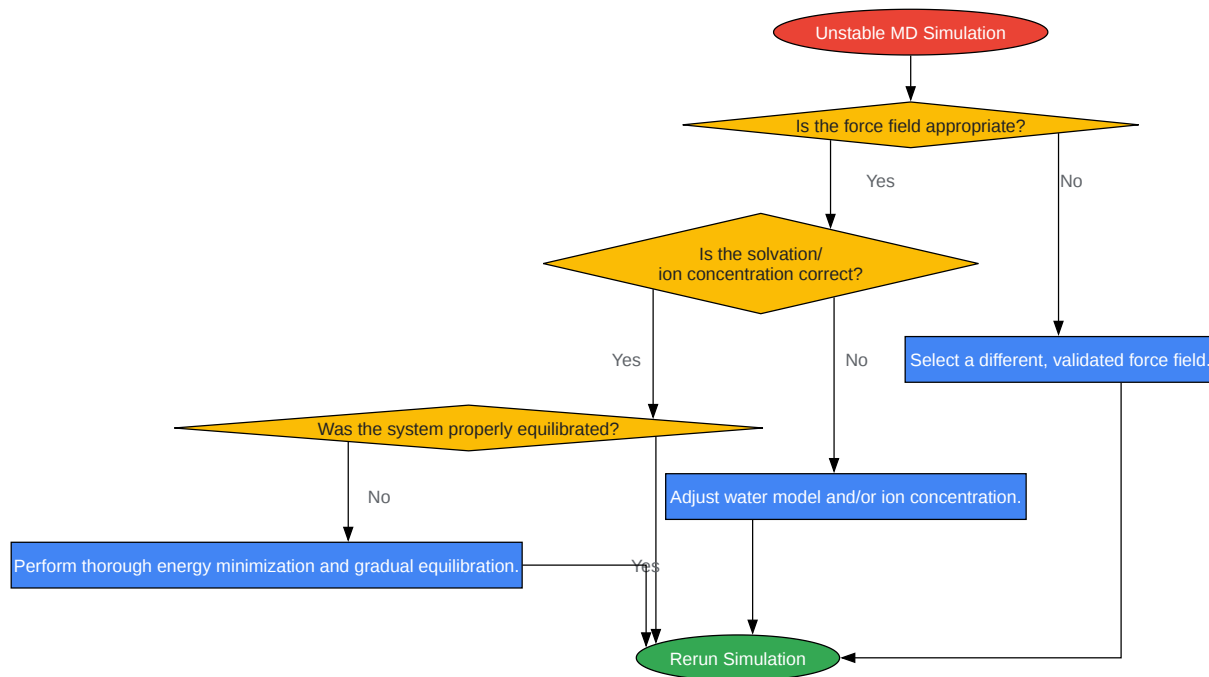 Unstable MD Simulation
Is the force field appropriate?
Yes
No
Is the solvation/
ion concentration correct?
Yes
No
Select a different, validated force field.
Was the system properly equilibrated?
No
Adjust water model and/or ion concentration.
Perform thorough energy minimization and gradual equilibration.
Yes
Rerun Simulation